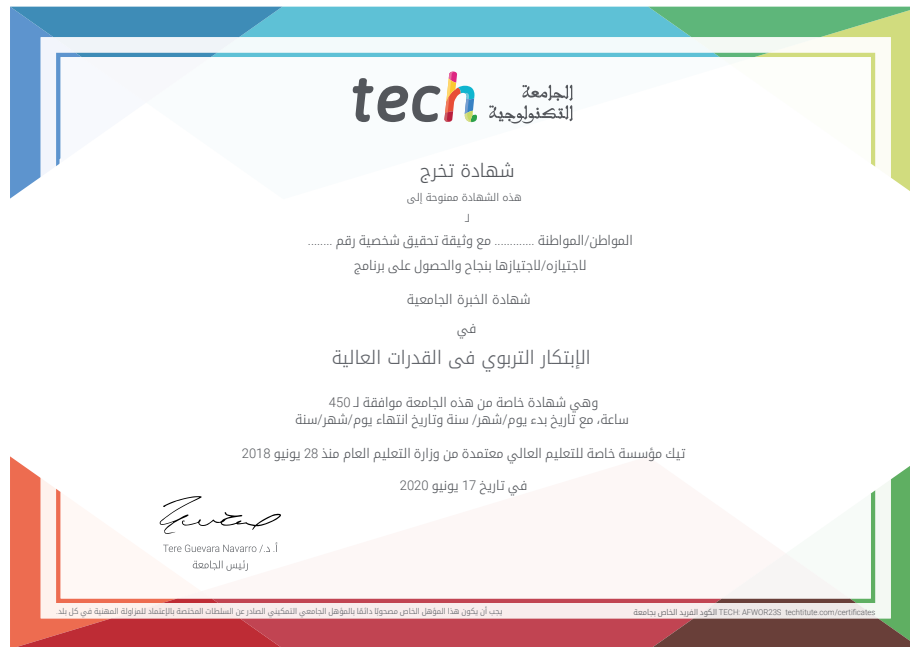 tech
الجامعة
التكنولوجية
شهادة تخرج
هذه الشهادة ممنوحة إلى
لـ
المواطن/المواطنة ............ مع وثيقة تحقيق شخصية رقم ........
لاجتيازه/لاجتيازها بنجاح والحصول على برنامج
شهادة الخبرة الجامعية
في
الإبتكار التربوي فى القدرات العالية
وهي شهادة خاصة من هذه الجامعة موافقة لـ 450
ساعة، مع تاريخ بدء يوم/شهر/ سنة وتاريخ انتهاء يوم/شهر/سنة
تيك مؤسسة خاصة للتعليم العالي معتمدة من وزارة التعليم العام منذ 28 يونيو 2018
في تاريخ 17 يونيو 2020
أ. د./ Tere Guevara Navarro
رئيس الجامعة
يجب أن يكون هذا المؤهل الخاص مصحوبًا دائمًا بالمؤهل الجامعي التمكيني الصادر عن السلطات المختصة بالإعتماد للمزاولة المهنية في كل بلد.
الكود الفريد الخاص بجامعة TECH: AFWOR23S techtitute.com/certificates